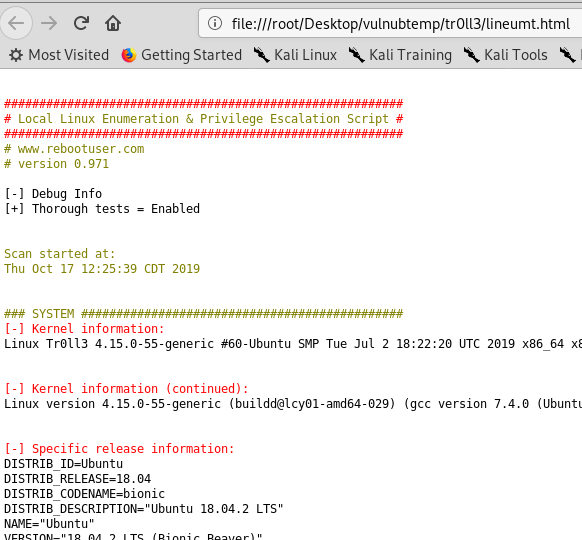 file:///root/Desktop/vulnubtemp/tr0ll3/lineumt.html
Most Visited Getting Started Kali Linux Kali Training Kali Tools
########################################################
# Local Linux Enumeration & Privilege Escalation Script #
########################################################
# www.rebootuser.com
# version 0.971
[-] Debug Info
[+] Thorough tests = Enabled
Scan started at:
Thu Oct 17 12:25:39 CDT 2019
### SYSTEM #############################################
[-] Kernel information:
Linux Tr0ll3 4.15.0-55-generic #60-Ubuntu SMP Tue Jul 2 18:22:20 UTC 2019 x86_64 x8
[-] Kernel information (continued):
Linux version 4.15.0-55-generic (buildd@lcy01-amd64-029) (gcc version 7.4.0 (Ubuntu
[-] Specific release information:
DISTRIB_ID=Ubuntu
DISTRIB_RELEASE=18.04
DISTRIB_CODENAME=bionic
DISTRIB_DESCRIPTION="Ubuntu 18.04.2 LTS"
NAME="Ubuntu"
VERSION="18.04.2 LTS (Bionic Beaver)"